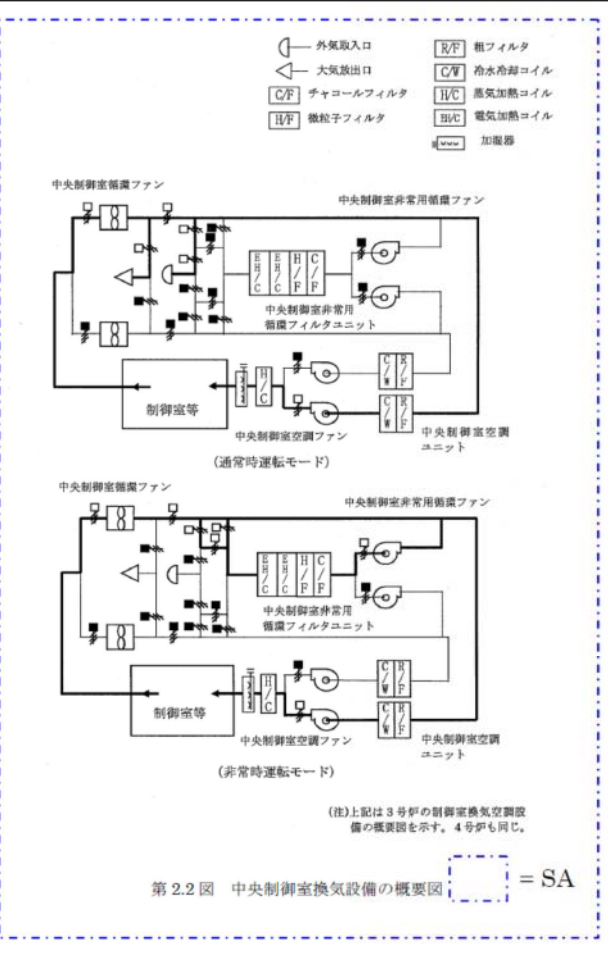 外気取入口
大気放出口
C/F チャコールフィルタ
H/F 微粒子フィルタ
R/F 粗フィルタ
C/W 冷水冷却コイル
H/C 蒸気加熱コイル
EH/C 電気加熱コイル
加湿器
中央制御室循環ファン
中央制御室非常用循環ファン
EH/C EH/C H/F C/F
中央制御室非常用
循環フィルタユニット
C/W R/F
制御室等
H/C
C/W R/F
中央制御室空調ファン
中央制御室空調
ユニット
(通常時運転モード)
中央制御室循環ファン
中央制御室非常用循環ファン
EH/C EH/C H/F C/F
中央制御室非常用
循環フィルタユニット
C/W R/F
制御室等
H/C
C/W R/F
中央制御室空調ファン
中央制御室空調
ユニット
(非常時運転モード)
(注)上記は3号炉の制御室換気空調設
備の概要図を示す。4号炉も同じ。
第 2.2 図 中央制御室換気設備の概要図
= SA